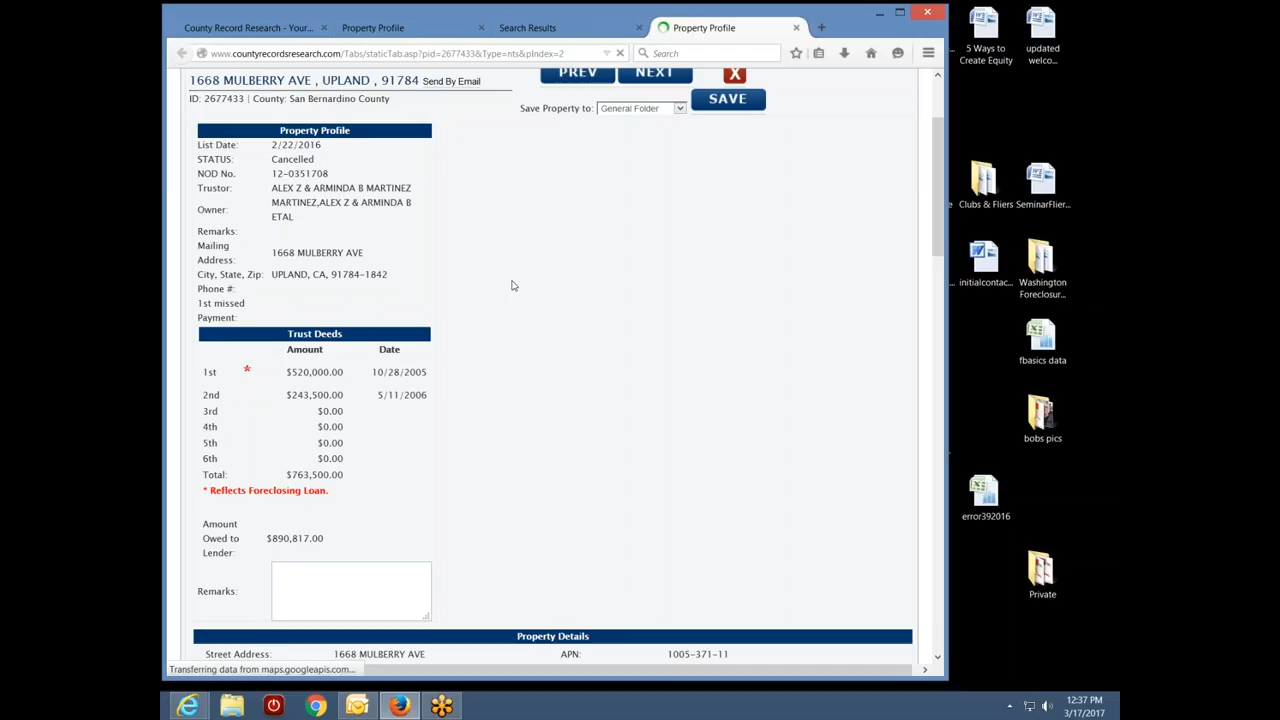 County Record Research - Your... × Property Profile × Search Results × Property Profile × +
www.countyrecordsresearch.com/Tabs/staticTab.asp?pid=2677433&Type=nts&pIndex=2 Search
1668 MULBERRY AVE , UPLAND , 91784 Send By Email
PREV NEXT X
ID: 2677433 | County: San Bernardino County
Save Property to: General Folder SAVE
Property Profile
List Date: 2/22/2016
STATUS: Cancelled
NOD No. 12-0351708
Trustor: ALEX Z & ARMINDA B MARTINEZ
Owner: MARTINEZ,ALEX Z & ARMINDA B
ETAL
Remarks:
Mailing
Address: 1668 MULBERRY AVE
City, State, Zip: UPLAND, CA, 91784-1842
Phone #:
1st missed
Payment:
Trust Deeds
Amount Date
1st * $520,000.00 10/28/2005
2nd $243,500.00 5/11/2006
3rd $0.00
4th $0.00
5th $0.00
6th $0.00
Total: $763,500.00
* Reflects Foreclosing Loan.
Amount
Owed to $890,817.00
Lender:
Remarks:
Property Details
Street Address: 1668 MULBERRY AVE APN: 1005-371-11
Transferring data from maps.googleapis.com...
5 Ways to
Create Equity
updated
welco...
Clubs & Fliers
SeminarFlier...
initialcontac...
Washington
Foreclosur...
fbasics data
bobs pics
error392016
Private
12:37 PM
3/17/2017